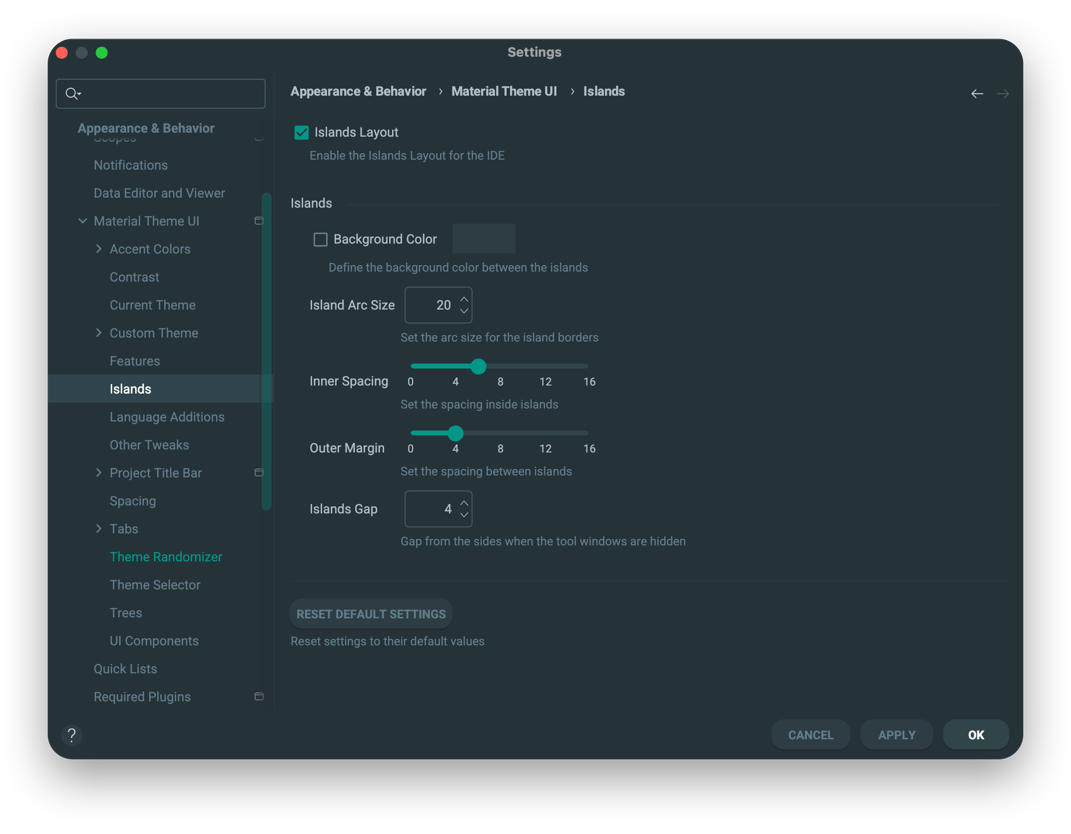 Settings
Appearance & Behavior
Scopes
Notifications
Data Editor and Viewer
Material Theme UI
Accent Colors
Contrast
Current Theme
Custom Theme
Features
Islands
Language Additions
Other Tweaks
Project Title Bar
Spacing
Tabs
Theme Randomizer
Theme Selector
Trees
UI Components
Quick Lists
Required Plugins
?
Appearance & Behavior › Material Theme UI › Islands
Islands Layout
Enable the Islands Layout for the IDE
Islands
Background Color
Define the background color between the islands
Island Arc Size 20
Set the arc size for the island borders
Inner Spacing 0 4 8 12 16
Set the spacing inside islands
Outer Margin 0 4 8 12 16
Set the spacing between islands
Islands Gap 4
Gap from the sides when the tool windows are hidden
RESET DEFAULT SETTINGS
Reset settings to their default values
CANCEL APPLY OK